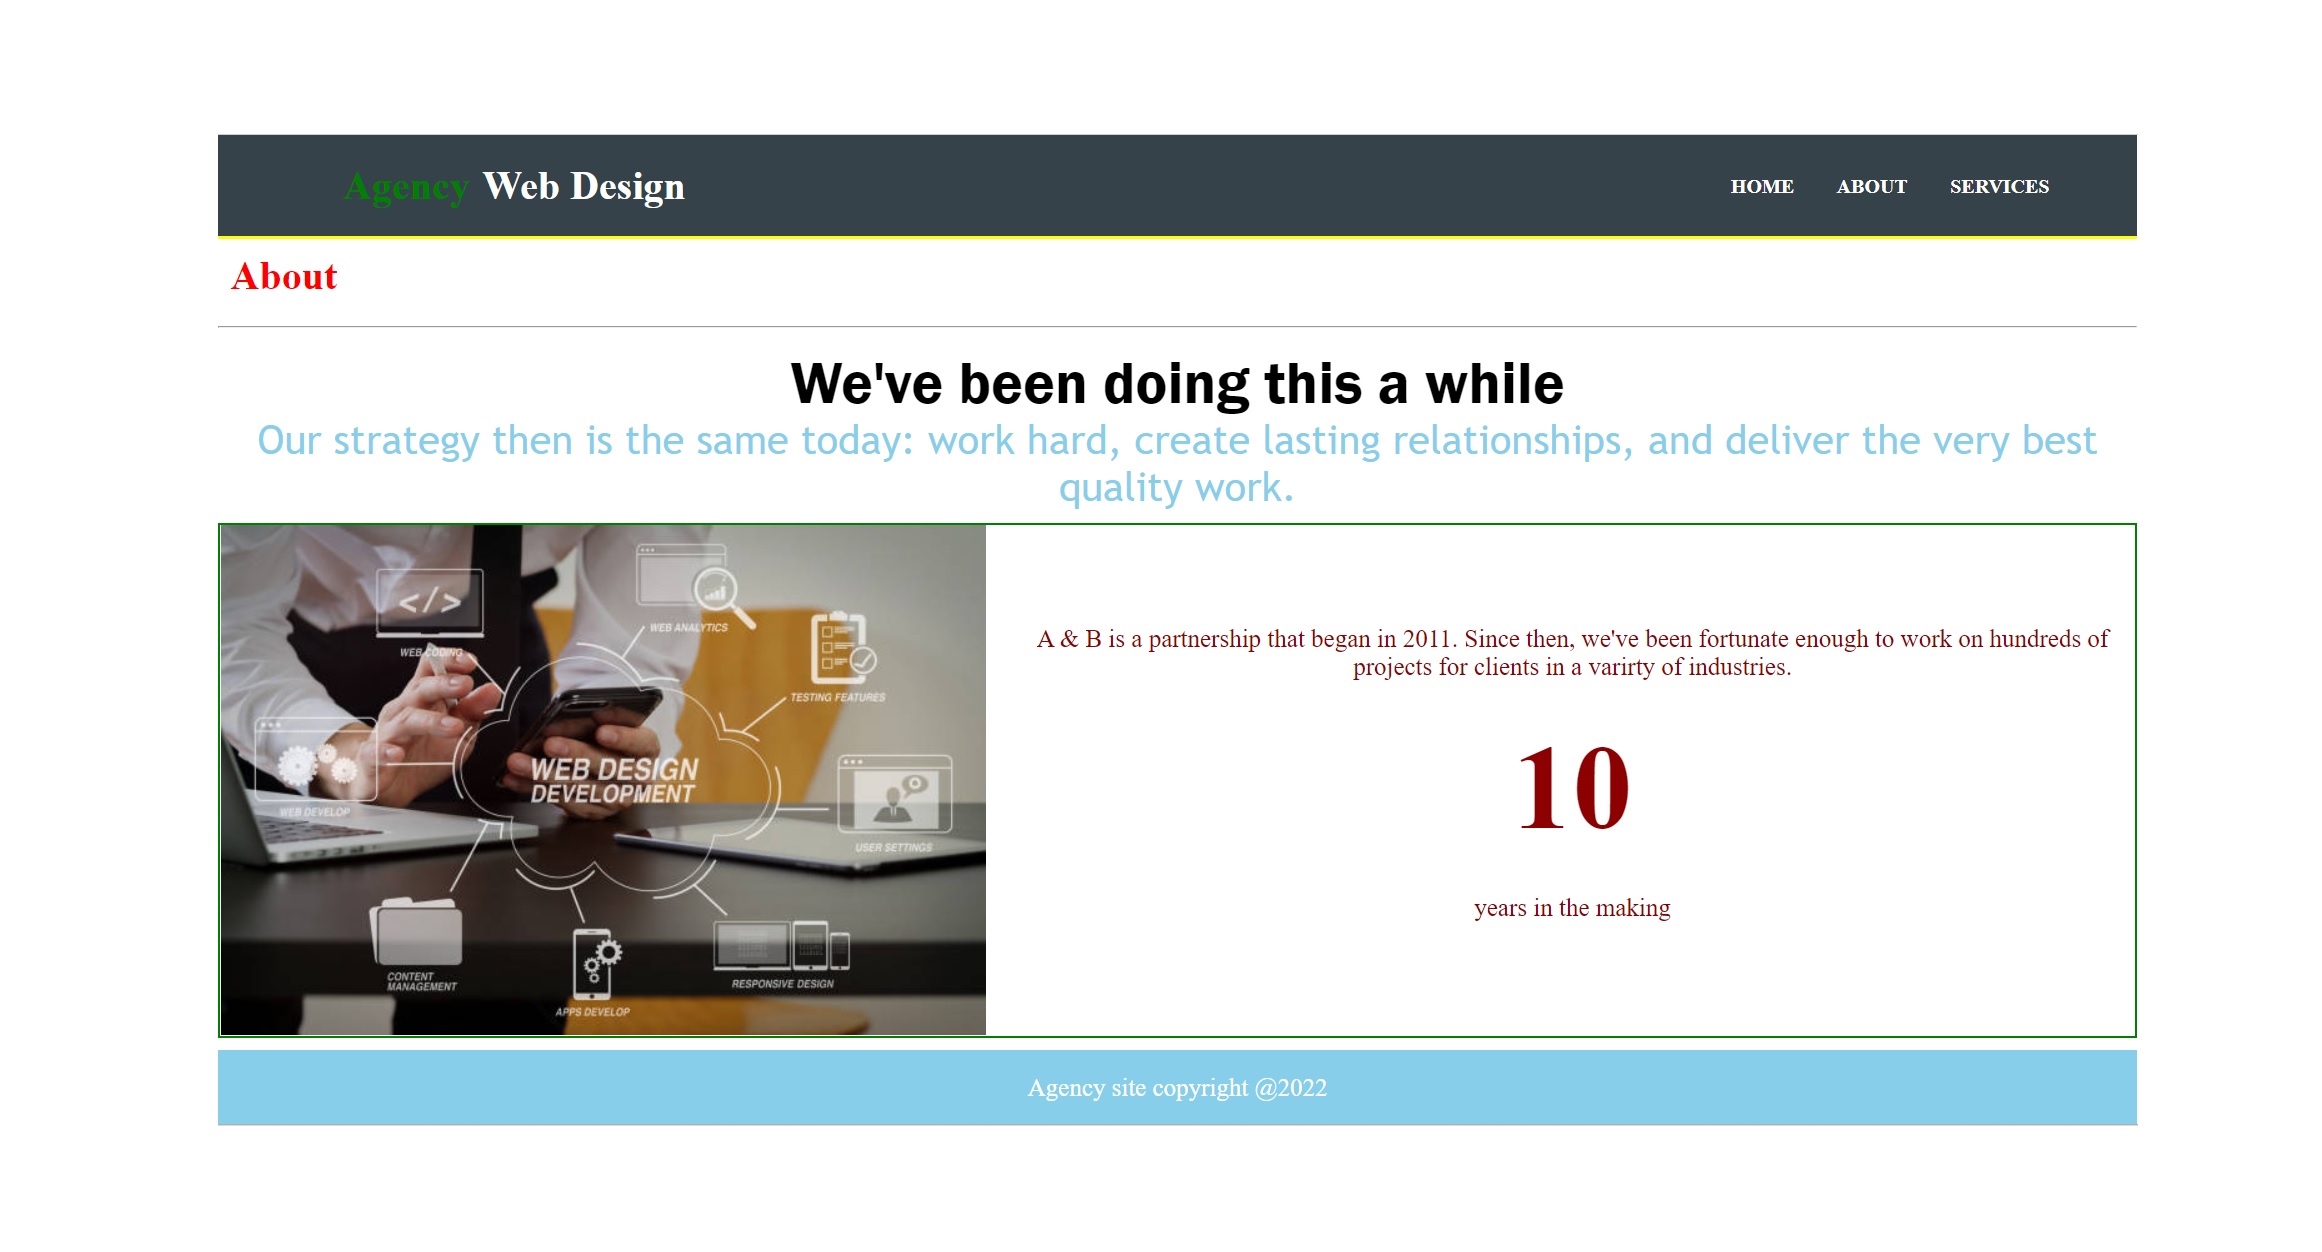 Agency Web Design
HOME ABOUT SERVICES
About
We've been doing this a while
Our strategy then is the same today: work hard, create lasting relationships, and deliver the very best
quality work.
WEB CODING
WEB ANALYTICS
TESTING FEATURES
WEB DESIGN
DEVELOPMENT
WEB DEVELOP
USER SETTINGS
CONTENT
MANAGEMENT
RESPONSIVE DESIGN
APPS DEVELOP
A & B is a partnership that began in 2011. Since then, we've been fortunate enough to work on hundreds of
projects for clients in a varirty of industries.
10
years in the making
Agency site copyright @2022